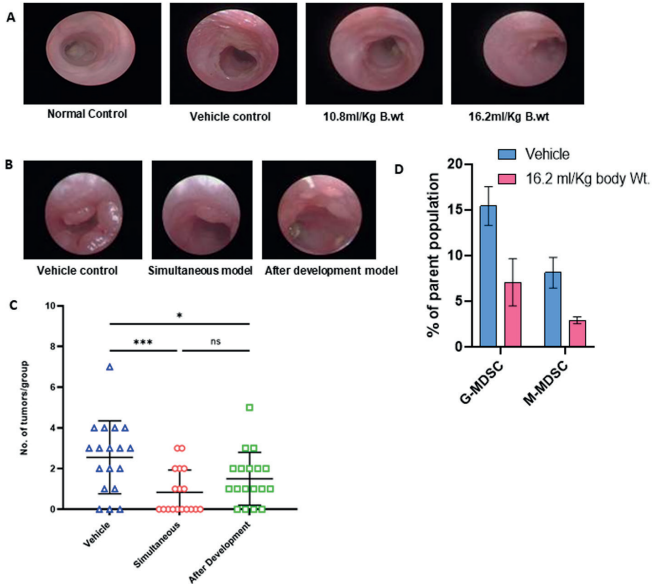 A
Normal Control
Vehicle control
10.8ml/Kg B.wt
16.2ml/Kg B.wt
B
Vehicle control
Simultaneous model
After development model
C
No. of tumors/group
10
8
6
4
2
0
*
***
ns
Vehicle
Simultaneous
After Development
D
Vehicle
16.2 ml/Kg body Wt.
% of parent population
20
15
10
5
0
G-MDSC
M-MDSC